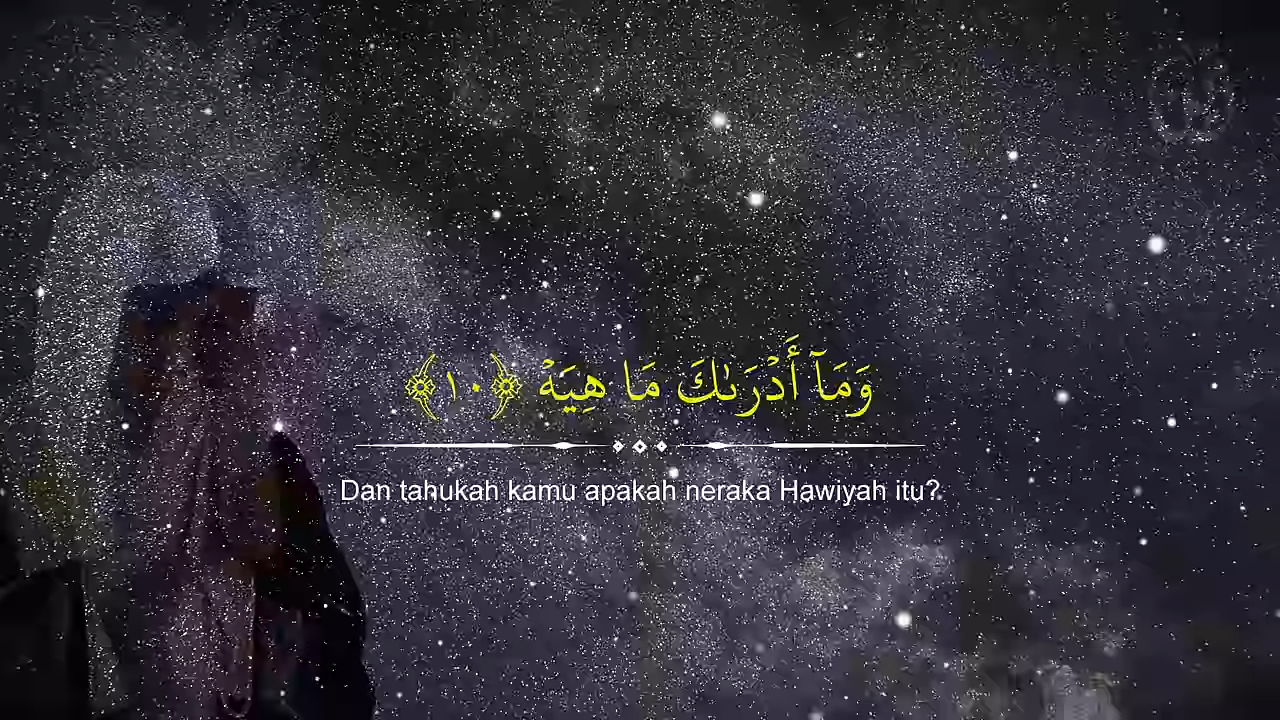 وَمَآ أَدْرَىٰكَ مَا هِيَهْ ﴿١٠﴾
Dan tahukah kamu apakah neraka Hawiyah itu?